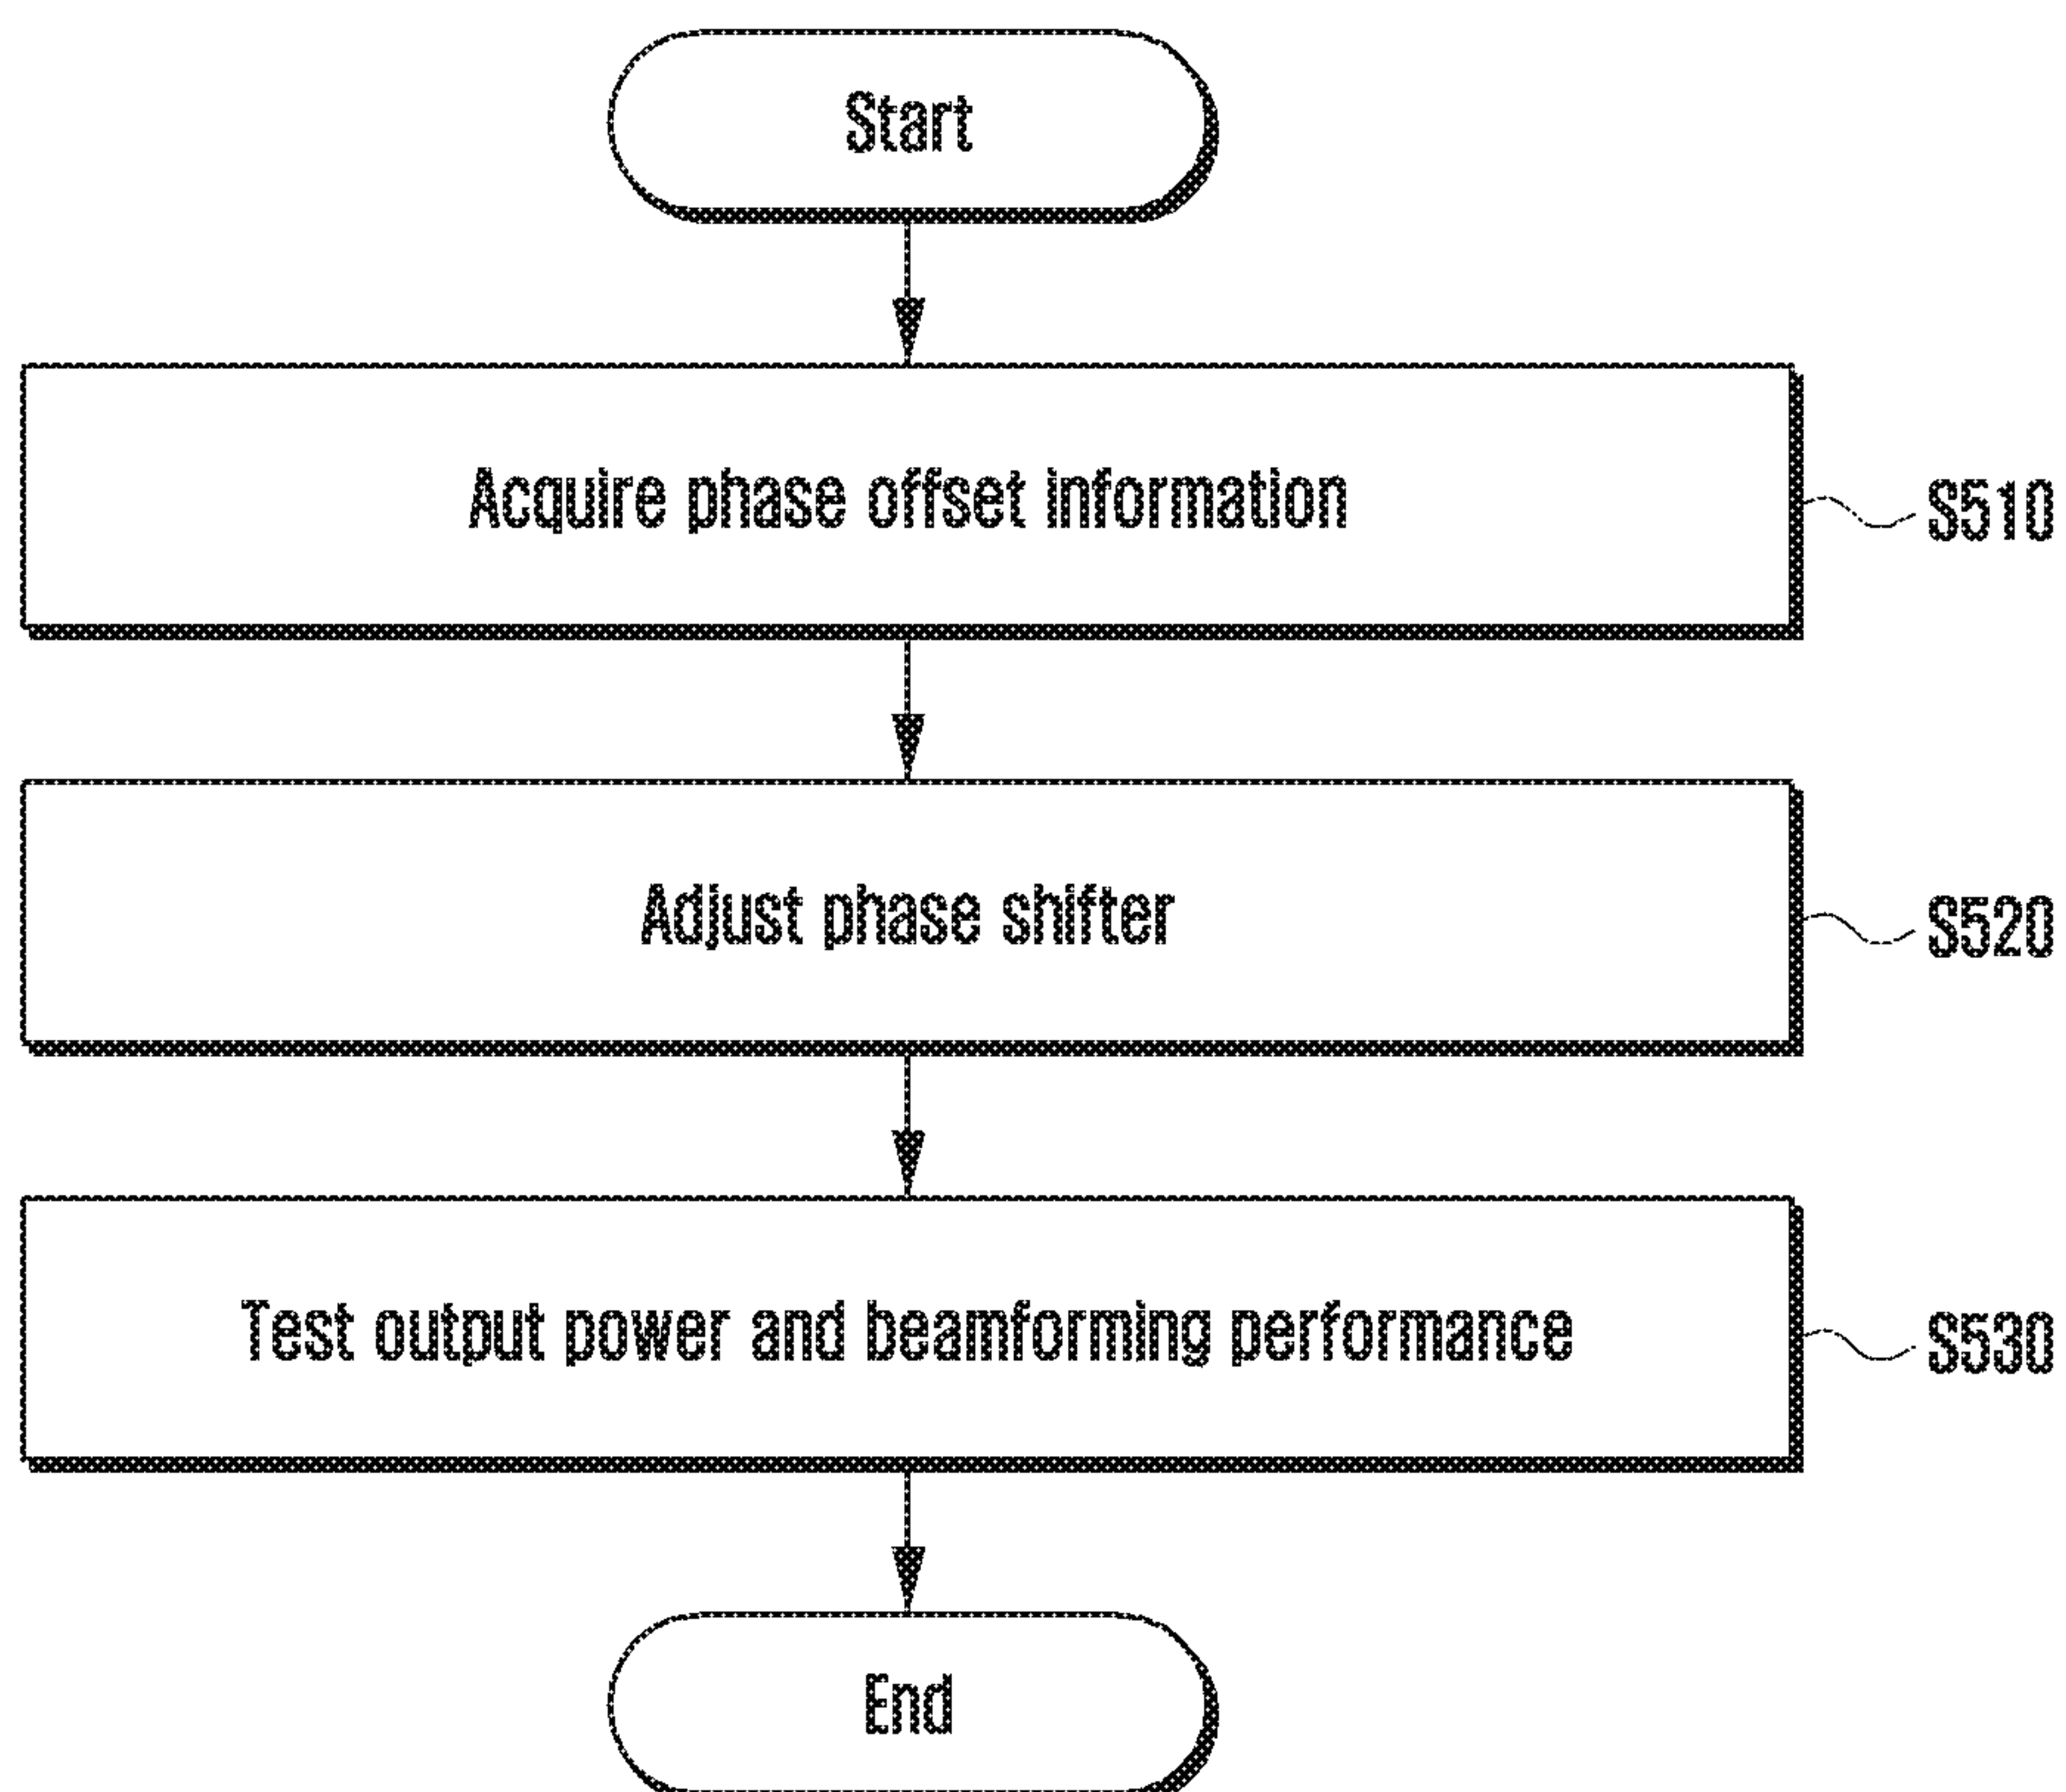 Start
Acquire phase offset information
S510
Adjust phase shifter
S520
Test output power and beamforming performance
S530
End